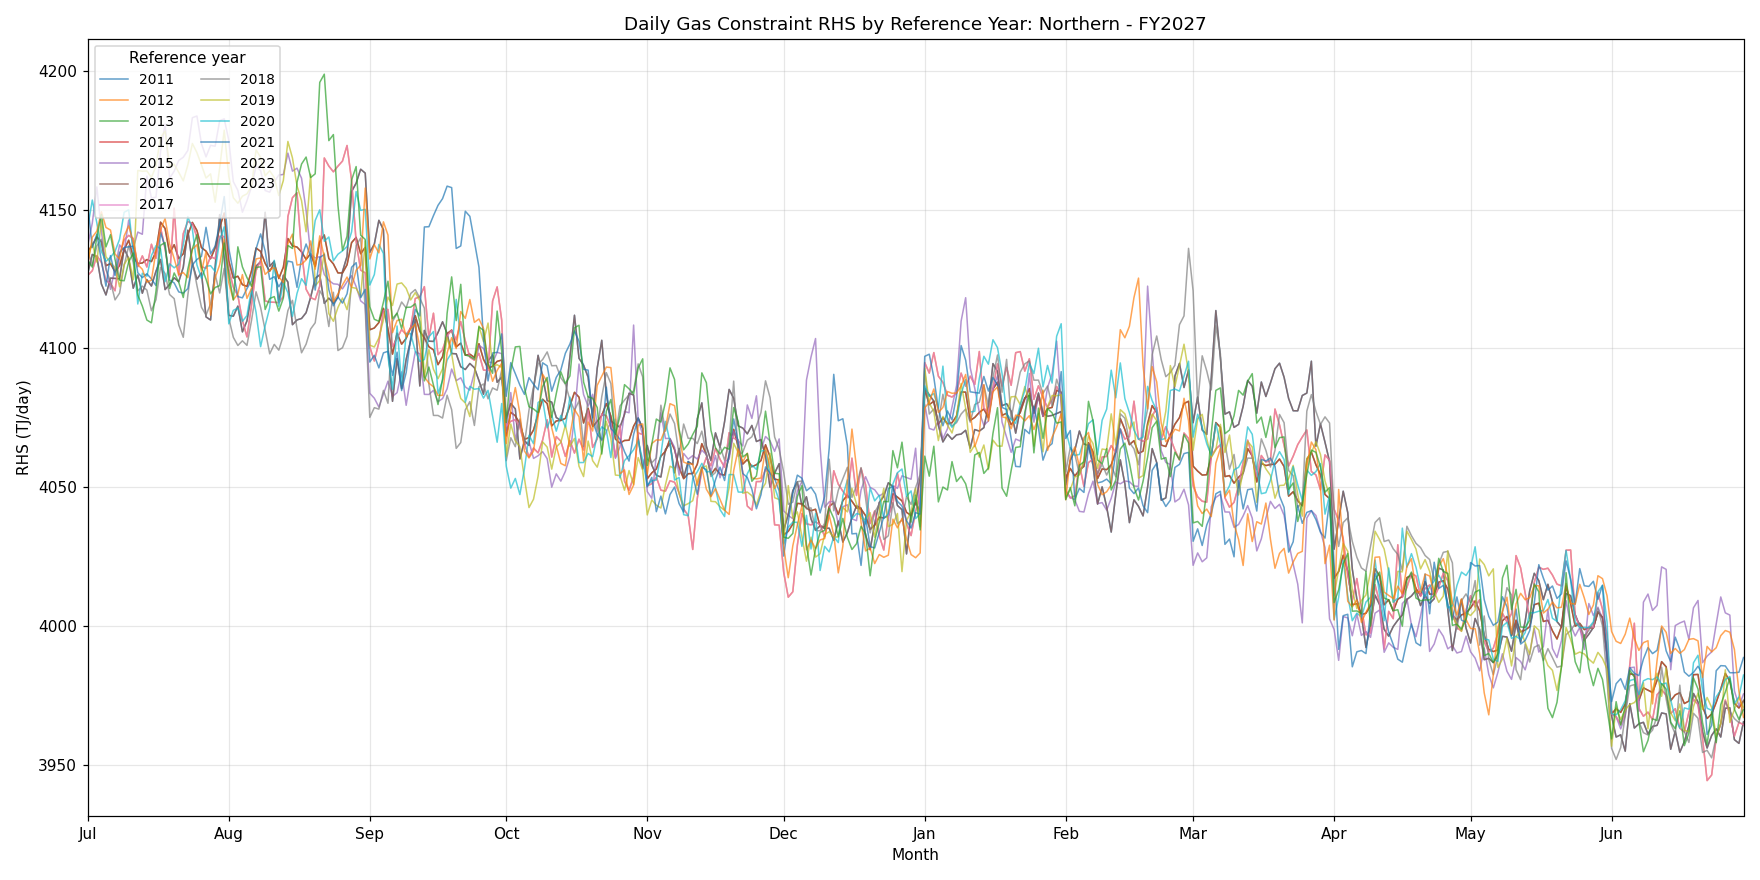 Daily Gas Constraint RHS by Reference Year: Northern - FY2027
RHS (TJ/day)
4200
4150
4100
4050
4000
3950
Reference year
2011
2012
2013
2014
2015
2016
2017
2018
2019
2020
2021
2022
2023
Jul
Aug
Sep
Oct
Nov
Dec
Jan
Feb
Mar
Apr
May
Jun
Month